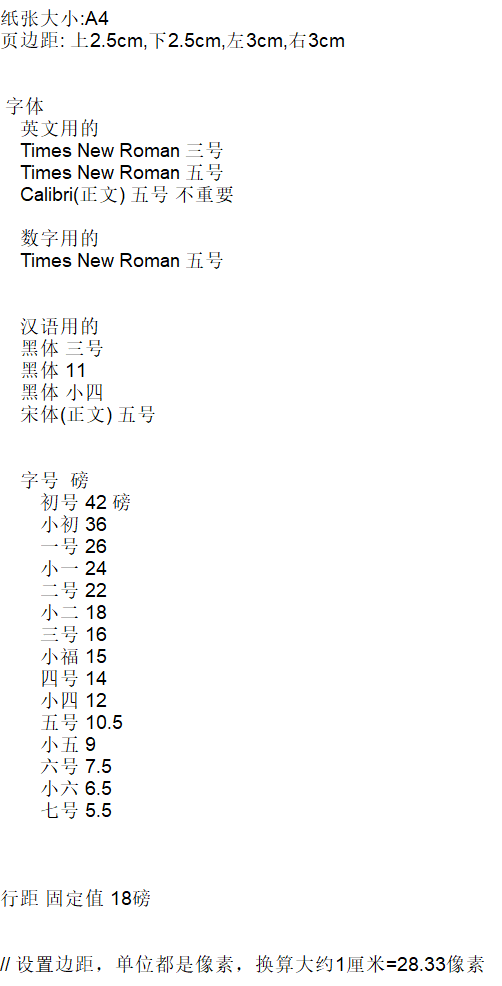 纸张大小:A4
页边距: 上2.5cm,下2.5cm,左3cm,右3cm
字体
英文用的
Times New Roman 三号
Times New Roman 五号
Calibri(正文) 五号 不重要
数字用的
Times New Roman 五号
汉语用的
黑体 三号
黑体 11
黑体 小四
宋体(正文) 五号
字号 磅
初号 42 磅
小初 36
一号 26
小一 24
二号 22
小二 18
三号 16
小福 15
四号 14
小四 12
五号 10.5
小五 9
六号 7.5
小六 6.5
七号 5.5
行距 固定值 18磅
// 设置边距，单位都是像素，换算大约1厘米=28.33像素